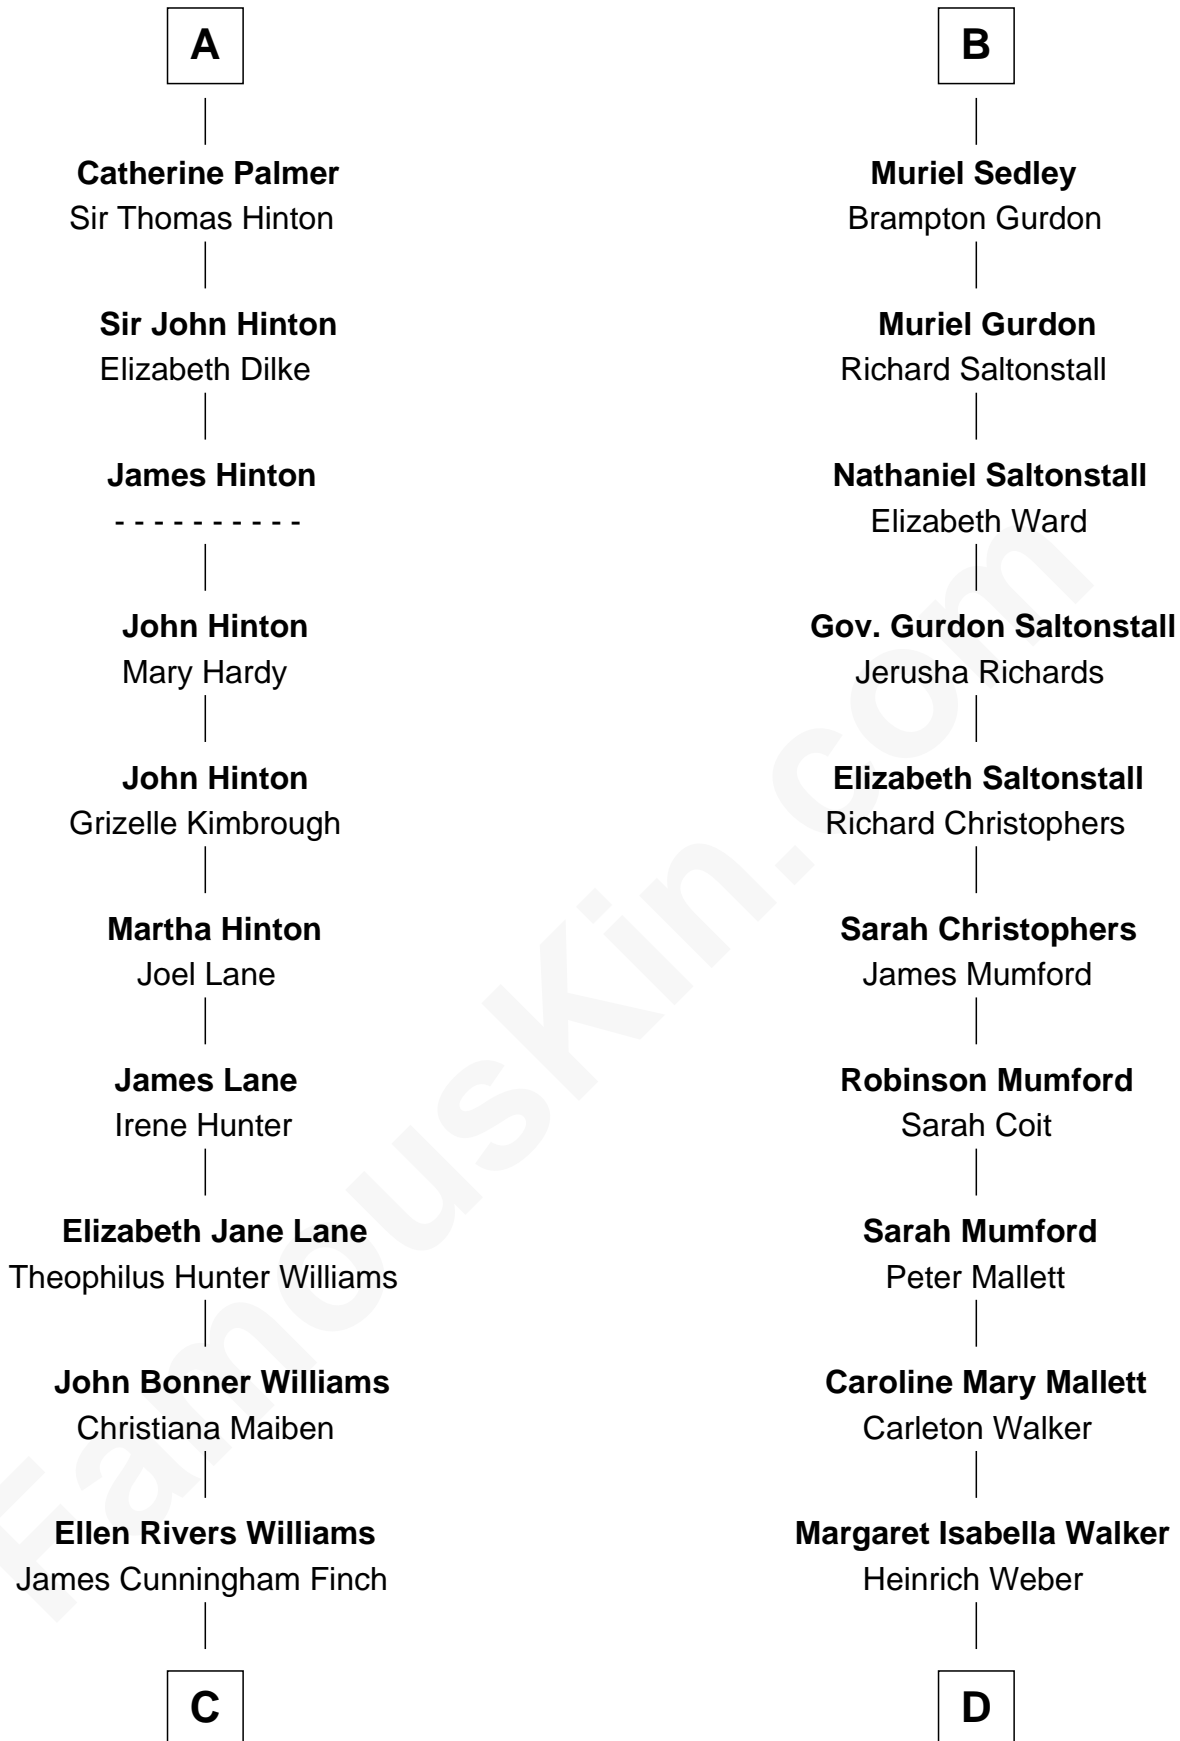 A
Catherine Palmer
Sir Thomas Hinton
Sir John Hinton
Elizabeth Dilke
James Hinton
- - - - - - - - - -
John Hinton
Mary Hardy
John Hinton
Grizelle Kimbrough
Martha Hinton
Joel Lane
James Lane
Irene Hunter
Elizabeth Jane Lane
Theophilus Hunter Williams
John Bonner Williams
Christiana Maiben
Ellen Rivers Williams
James Cunningham Finch
C
B
Muriel Sedley
Brampton Gurdon
Muriel Gurdon
Richard Saltonstall
Nathaniel Saltonstall
Elizabeth Ward
Gov. Gurdon Saltonstall
Jerusha Richards
Elizabeth Saltonstall
Richard Christophers
Sarah Christophers
James Mumford
Robinson Mumford
Sarah Coit
Sarah Mumford
Peter Mallett
Caroline Mary Mallett
Carleton Walker
Margaret Isabella Walker
Heinrich Weber
D
FamousKin.com